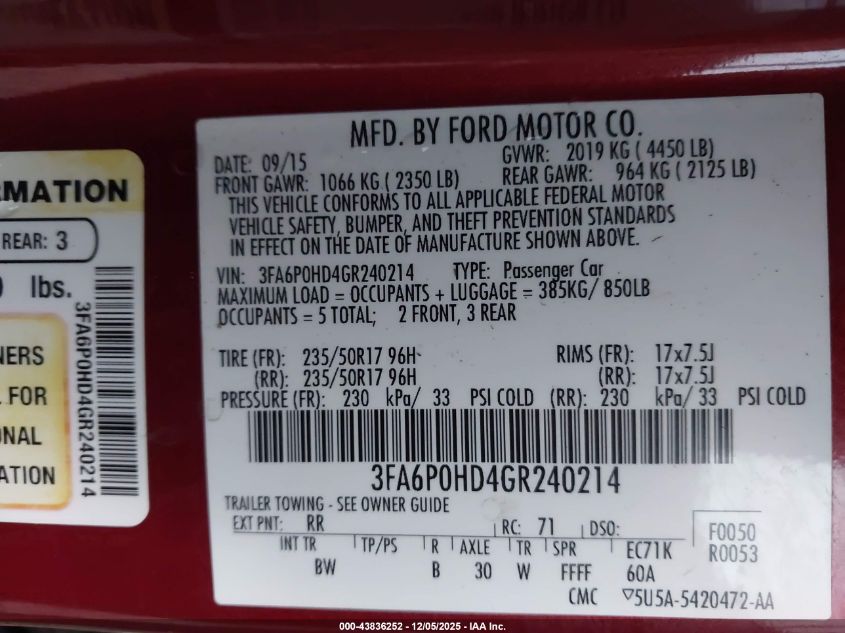 RMATION
REAR: 3
lbs.
NERS
FOR
ONAL
ATION
3FA6P0HD4GR240214
MFD. BY FORD MOTOR CO.
DATE: 09/15 GVWR: 2019 KG ( 4450 LB)
FRONT GAWR: 1066 KG ( 2350 LB) REAR GAWR: 964 KG ( 2125 LB)
THIS VEHICLE CONFORMS TO ALL APPLICABLE FEDERAL MOTOR
VEHICLE SAFETY, BUMPER, AND THEFT PREVENTION STANDARDS
IN EFFECT ON THE DATE OF MANUFACTURE SHOWN ABOVE.
VIN: 3FA6P0HD4GR240214 TYPE: Passenger Car
MAXIMUM LOAD = OCCUPANTS + LUGGAGE = 385KG/ 850LB
OCCUPANTS = 5 TOTAL; 2 FRONT, 3 REAR
TIRE (FR): 235/50R17 96H RIMS (FR): 17x7.5J
(RR): 235/50R17 96H (RR): 17x7.5J
PRESSURE (FR): 230 kPa/ 33 PSI COLD (RR): 230 kPa/ 33 PSI COLD
3FA6P0HD4GR240214
TRAILER TOWING - SEE OWNER GUIDE
EXT PNT: RR RC: 71 DSO: F0050
INT TR TP/PS R AXLE TR SPR EC71K R0053
BW B 30 W FFFF 60A
CMC ▽5U5A-5420472-AA
000-43836252 - 12/05/2025 - IAA Inc.